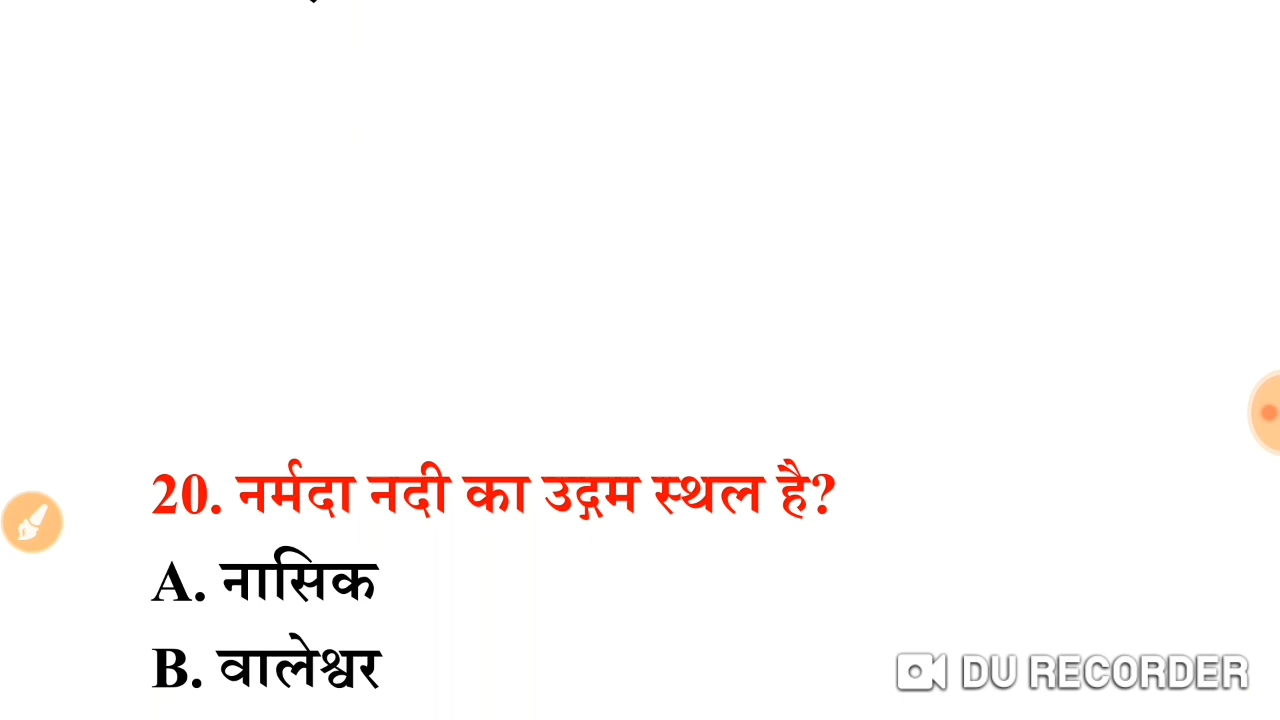 20. नर्मदा नदी का उद्गम स्थल है?
A. नासिक
B. वालेश्वर
DU RECORDER